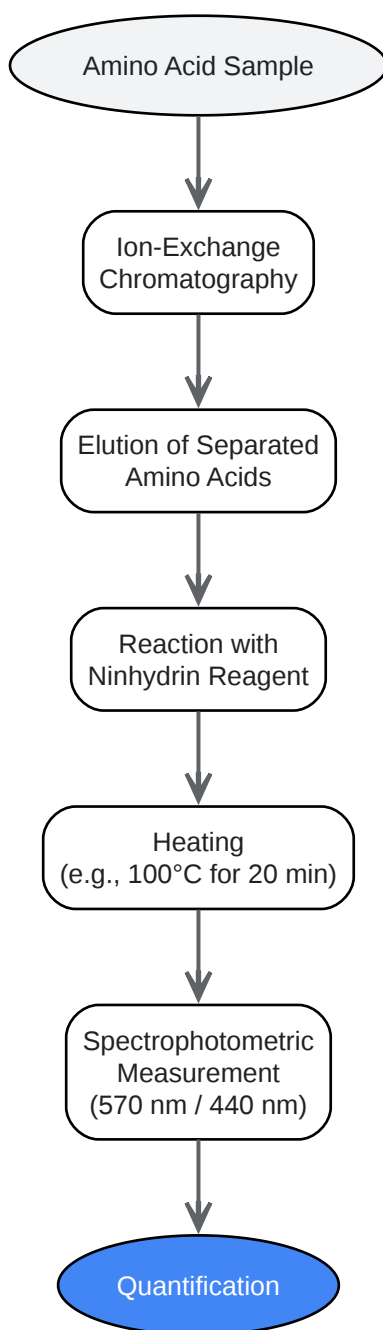 Amino Acid Sample
Ion-Exchange
Chromatography
Elution of Separated
Amino Acids
Reaction with
Ninhydrin Reagent
Heating
(e.g., 100°C for 20 min)
Spectrophotometric
Measurement
(570 nm / 440 nm)
Quantification